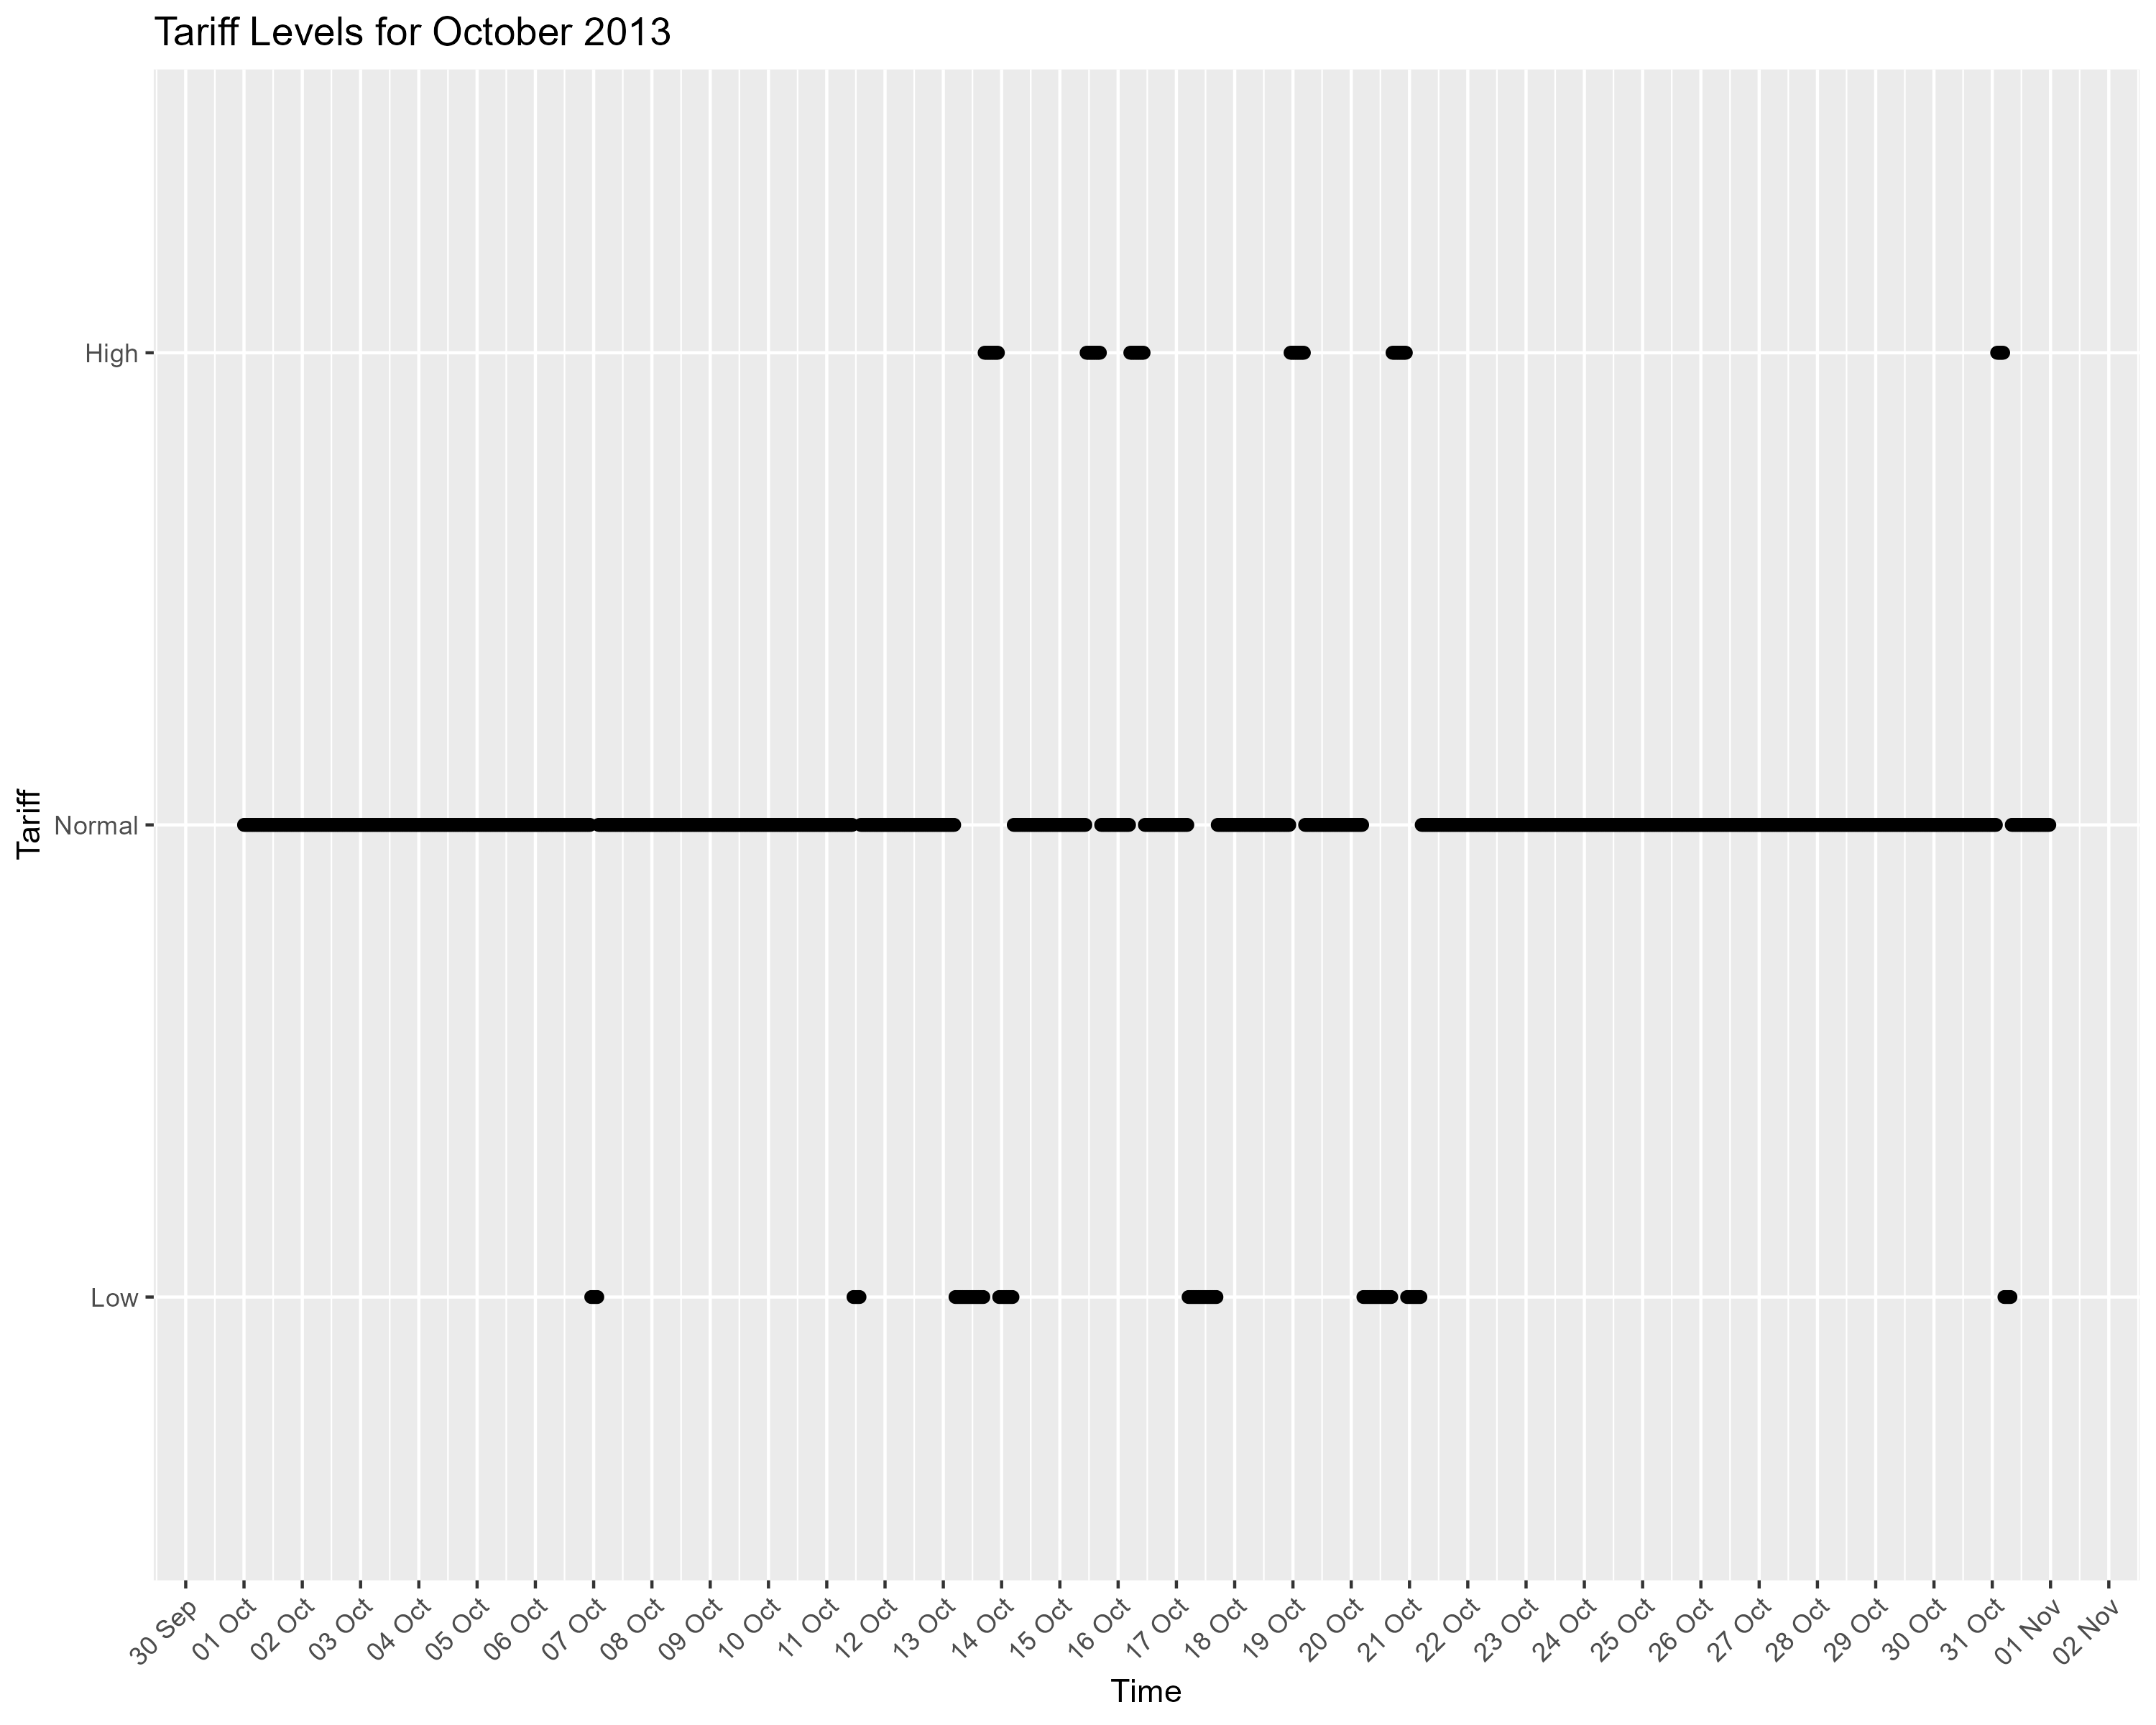 Tariff Levels for October 2013
High
Normal
Low
Tariff
30 Sep
01 Oct
02 Oct
03 Oct
04 Oct
05 Oct
06 Oct
07 Oct
08 Oct
09 Oct
10 Oct
11 Oct
12 Oct
13 Oct
14 Oct
15 Oct
16 Oct
17 Oct
18 Oct
19 Oct
20 Oct
21 Oct
22 Oct
23 Oct
24 Oct
25 Oct
26 Oct
27 Oct
28 Oct
29 Oct
30 Oct
31 Oct
01 Nov
02 Nov
Time